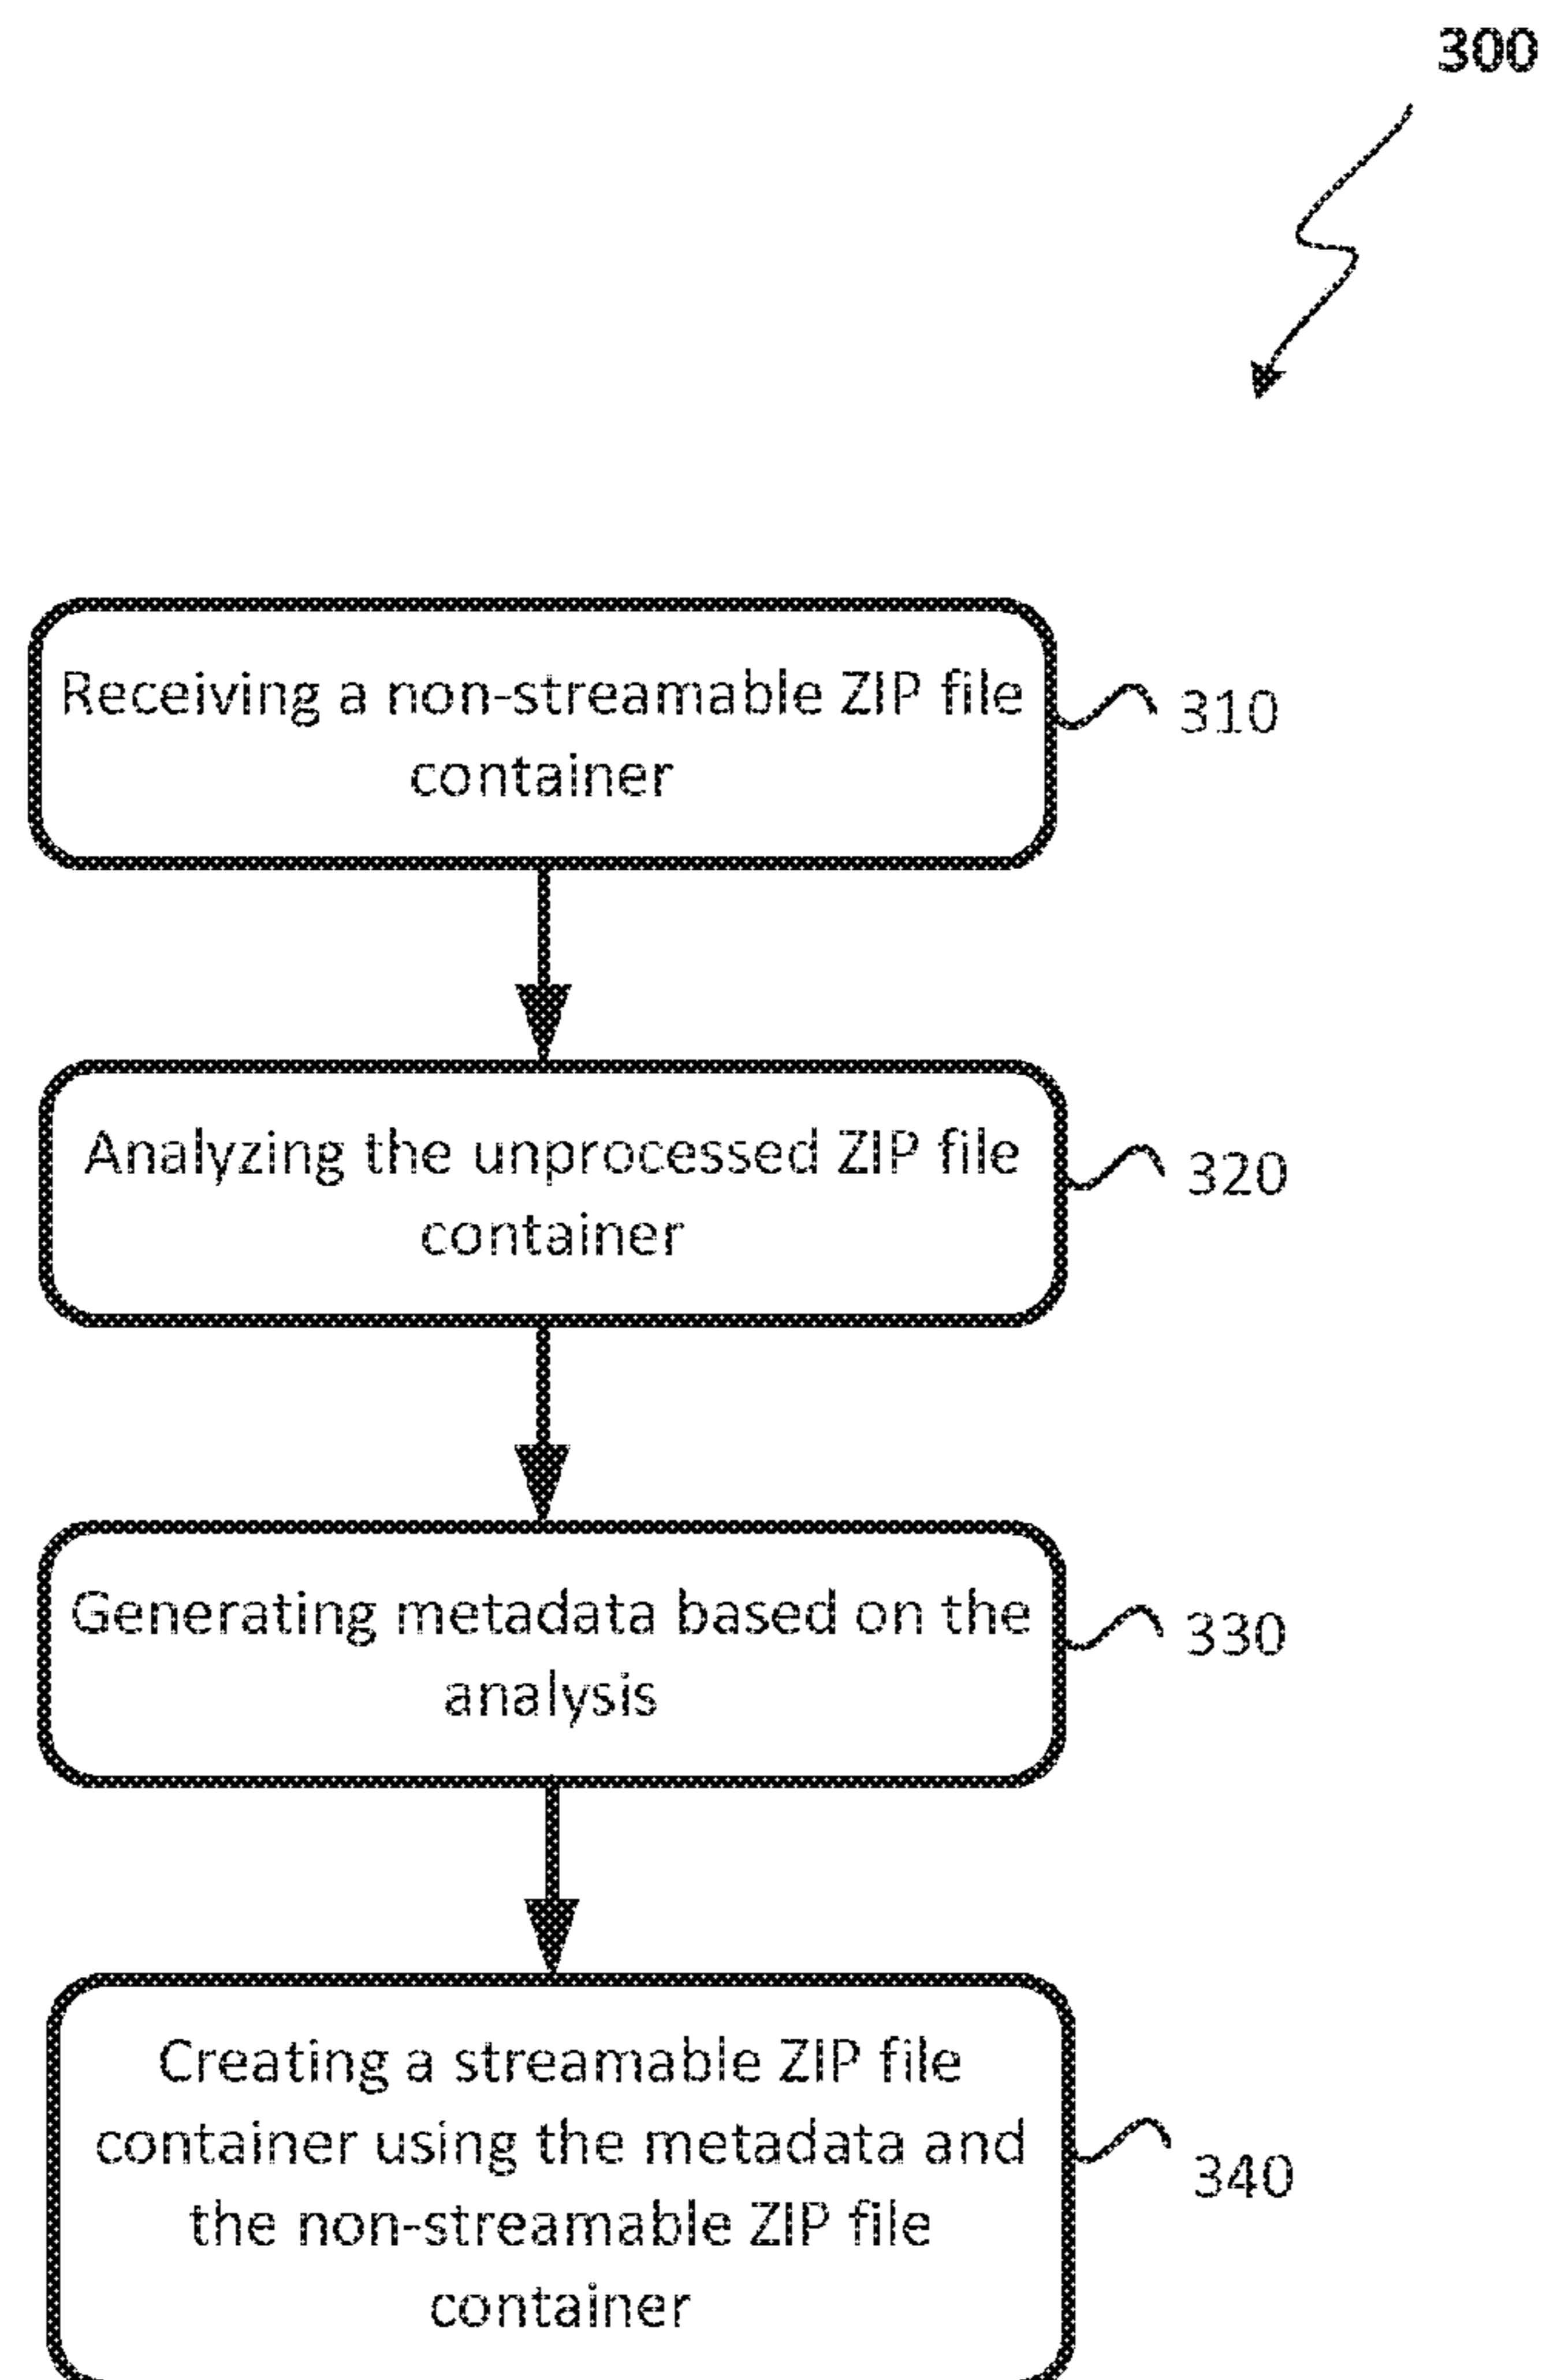 300
Receiving a non-streamable ZIP file
container
310
Analyzing the unprocessed ZIP file
container
320
Generating metadata based on the
analysis
330
Creating a streamable ZIP file
container using the metadata and
the non-streamable ZIP file
container
340